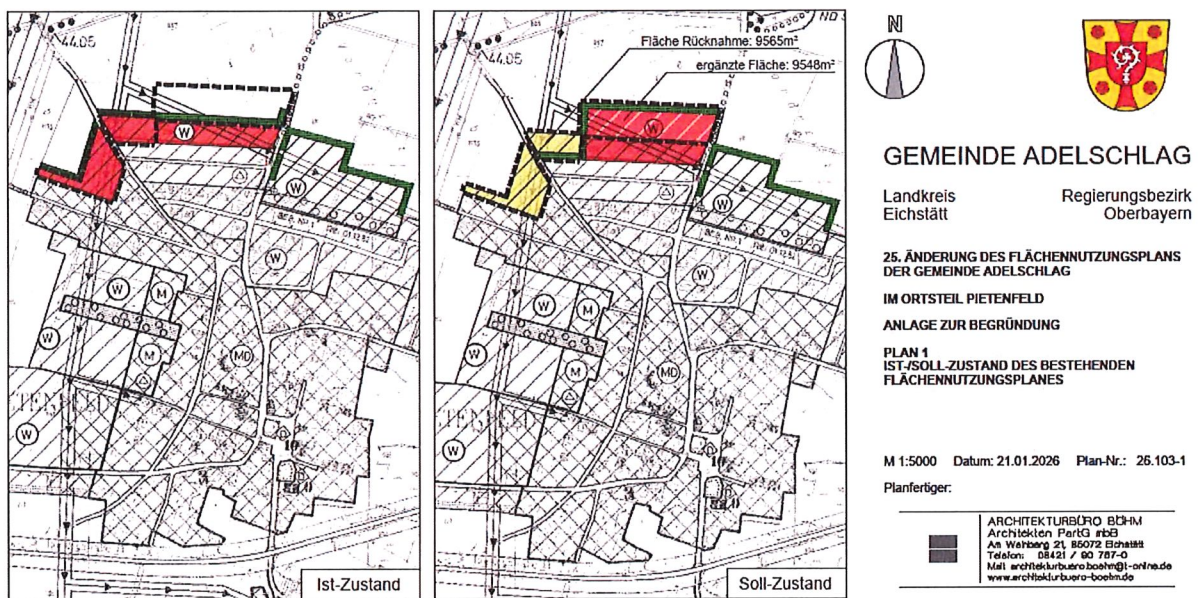 44.05
W
W
W
W
M
M
W
MD
W
Ist-Zustand
ND
44.05
Fläche Rücknahme: 9565m²
ergänzte Fläche: 9548m²
W
W
W
W
M
M
W
MD
W
Soll-Zustand
N
GEMEINDE ADELSCHLAG
Landkreis Regierungsbezirk
Eichstätt Oberbayern
25. ÄNDERUNG DES FLÄCHENNUTZUNGSPLANS
DER GEMEINDE ADELSCHLAG
IM ORTSTEIL PIETENFELD
ANLAGE ZUR BEGRÜNDUNG
PLAN 1
IST-/SOLL-ZUSTAND DES BESTEHENDEN
FLÄCHENNUTZUNGSPLANES
M 1:5000 Datum: 21.01.2026 Plan-Nr.: 26.103-1
Planfertiger:
ARCHITEKTURBÜRO BÖHM
Architekten PartG mbB
Am Wehberg 21, 85072 Eichstätt
Telefon: 08421 / 90 767-0
Mail architekturbuero.boehm@t-online.de
www.architekturbuero-boehm.de